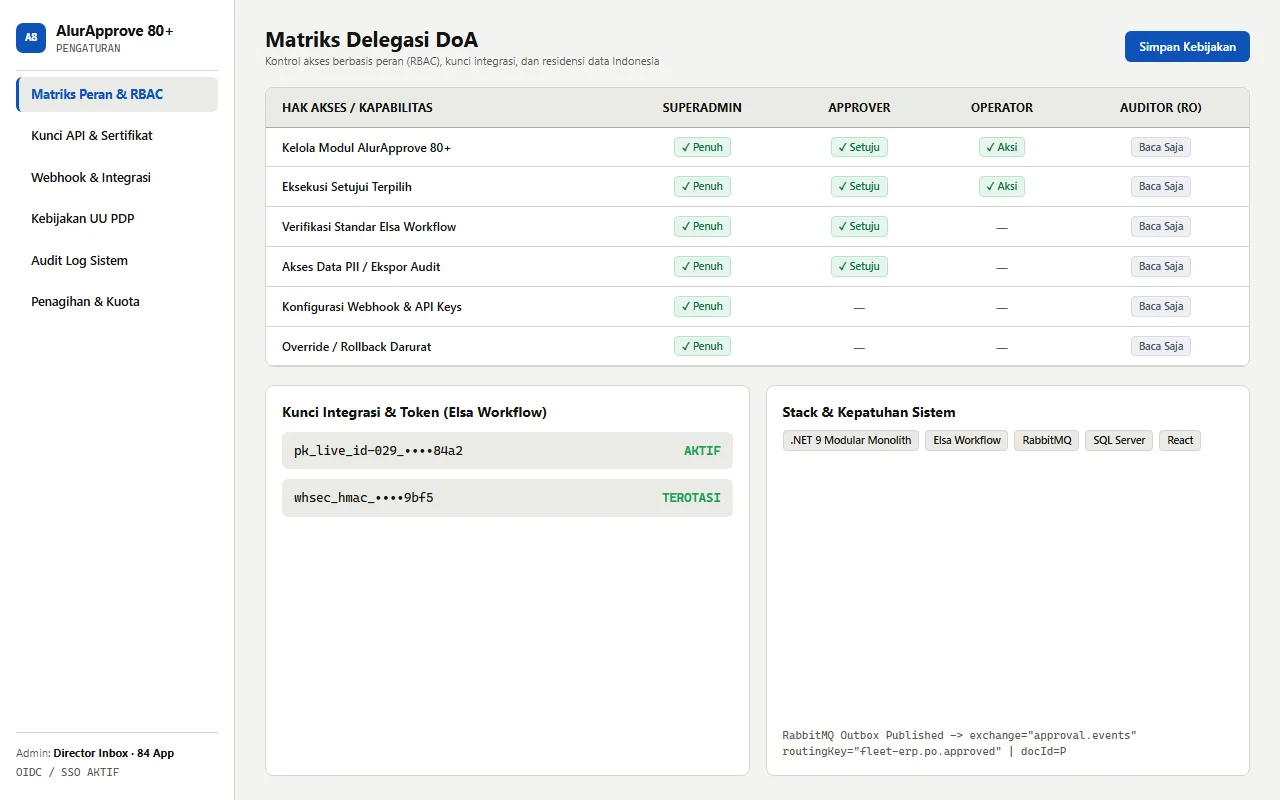 A8
AlurApprove 80+
PENGATURAN
Matriks Peran & RBAC
Kunci API & Sertifikat
Webhook & Integrasi
Kebijakan UU PDP
Audit Log Sistem
Penagihan & Kuota
Admin: Director Inbox · 84 App
OIDC / SSO AKTIF
Matriks Delegasi DoA
Kontrol akses berbasis peran (RBAC), kunci integrasi, dan residensi data Indonesia
Simpan Kebijakan
HAK AKSES / KAPABILITAS SUPERADMIN APPROVER OPERATOR AUDITOR (RO)
Kelola Modul AlurApprove 80+ ✓ Penuh ✓ Setuju ✓ Aksi Baca Saja
Eksekusi Setujui Terpilih ✓ Penuh ✓ Setuju ✓ Aksi Baca Saja
Verifikasi Standar Elsa Workflow ✓ Penuh ✓ Setuju — Baca Saja
Akses Data PII / Ekspor Audit ✓ Penuh ✓ Setuju — Baca Saja
Konfigurasi Webhook & API Keys ✓ Penuh — — Baca Saja
Override / Rollback Darurat ✓ Penuh — — Baca Saja
Kunci Integrasi & Token (Elsa Workflow)
pk_live_id-029_••••84a2 AKTIF
whsec_hmac_••••9bf5 TEROTASI
Stack & Kepatuhan Sistem
.NET 9 Modular Monolith Elsa Workflow RabbitMQ SQL Server React
RabbitMQ Outbox Published -> exchange="approval.events"
routingKey="fleet-erp.po.approved" | docId=P